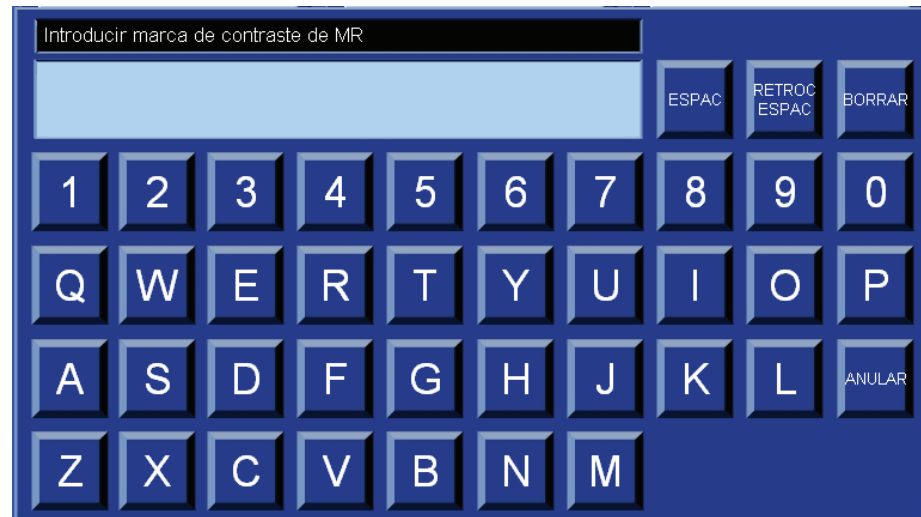 Introducir marca de contraste de MR
ESPAC RETROC ESPAC BORRAR
1 2 3 4 5 6 7 8 9 0
Q W E R T Y U I O P
A S D F G H J K L ANULAR
Z X C V B N M